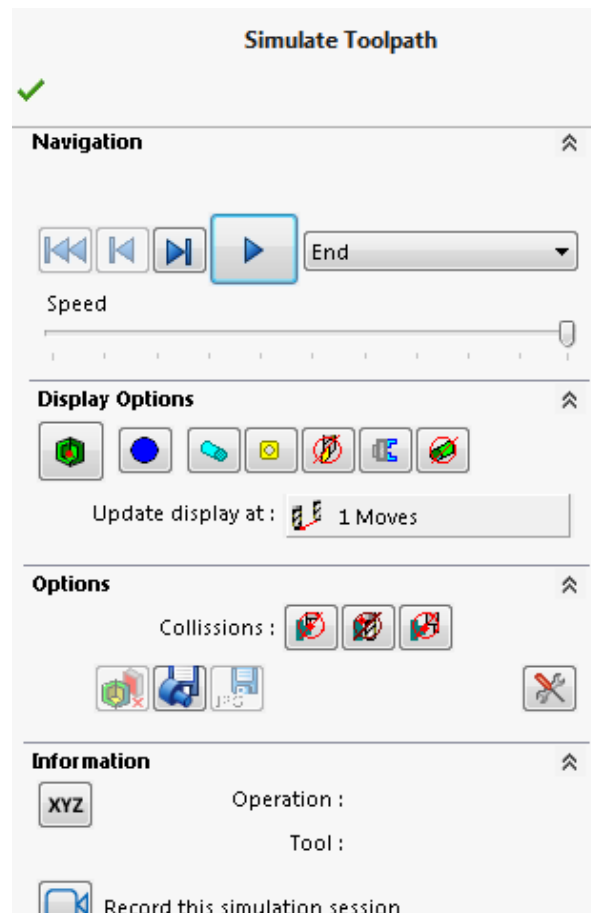 Simulate Toolpath
Navigation
End
Speed
Display Options
Update display at : 1 Moves
Options
Collissions :
JPG
Information
XYZ Operation :
Tool :
Record this simulation session